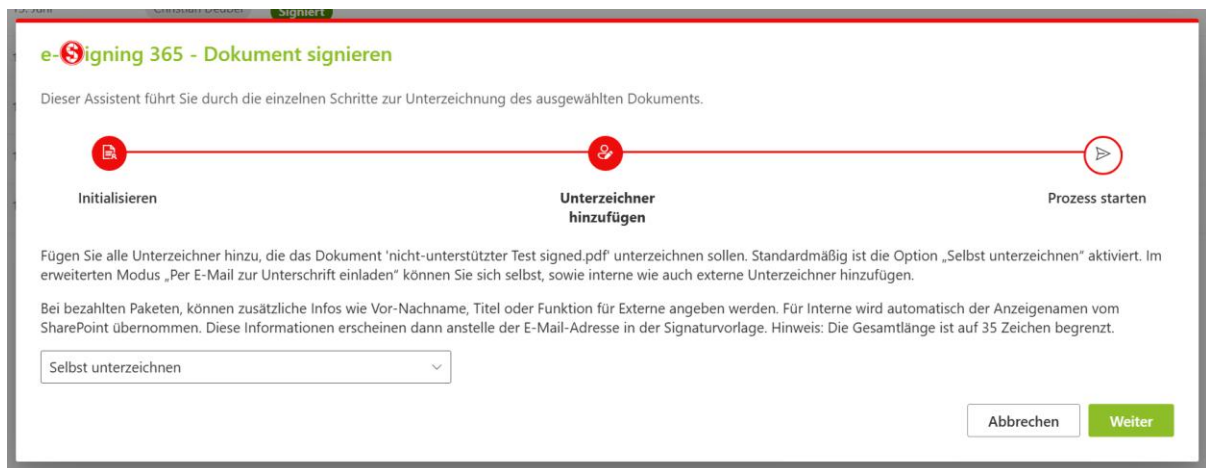 13. Juni Christian Deubel Signiert
e-Signing 365 - Dokument signieren
Dieser Assistent führt Sie durch die einzelnen Schritte zur Unterzeichnung des ausgewählten Dokuments.
Initialisieren
Unterzeichner
hinzufügen
Prozess starten
Fügen Sie alle Unterzeichner hinzu, die das Dokument 'nicht-unterstützter Test signed.pdf' unterzeichnen sollen. Standardmäßig ist die Option „Selbst unterzeichnen“ aktiviert. Im
erweiterten Modus „Per E-Mail zur Unterschrift einladen“ können Sie sich selbst, sowie interne wie auch externe Unterzeichner hinzufügen.
Bei bezahlten Paketen, können zusätzliche Infos wie Vor-Nachname, Titel oder Funktion für Externe angeben werden. Für Interne wird automatisch der Anzeigenamen vom
SharePoint übernommen. Diese Informationen erscheinen dann anstelle der E-Mail-Adresse in der Signaturvorlage. Hinweis: Die Gesamtlänge ist auf 35 Zeichen begrenzt.
Selbst unterzeichnen
Abbrechen Weiter